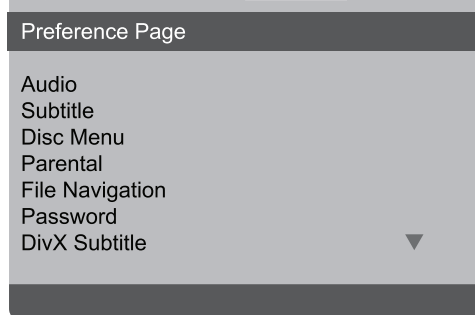 Preference Page
Audio
Subtitle
Disc Menu
Parental
File Navigation
Password
DivX Subtitle